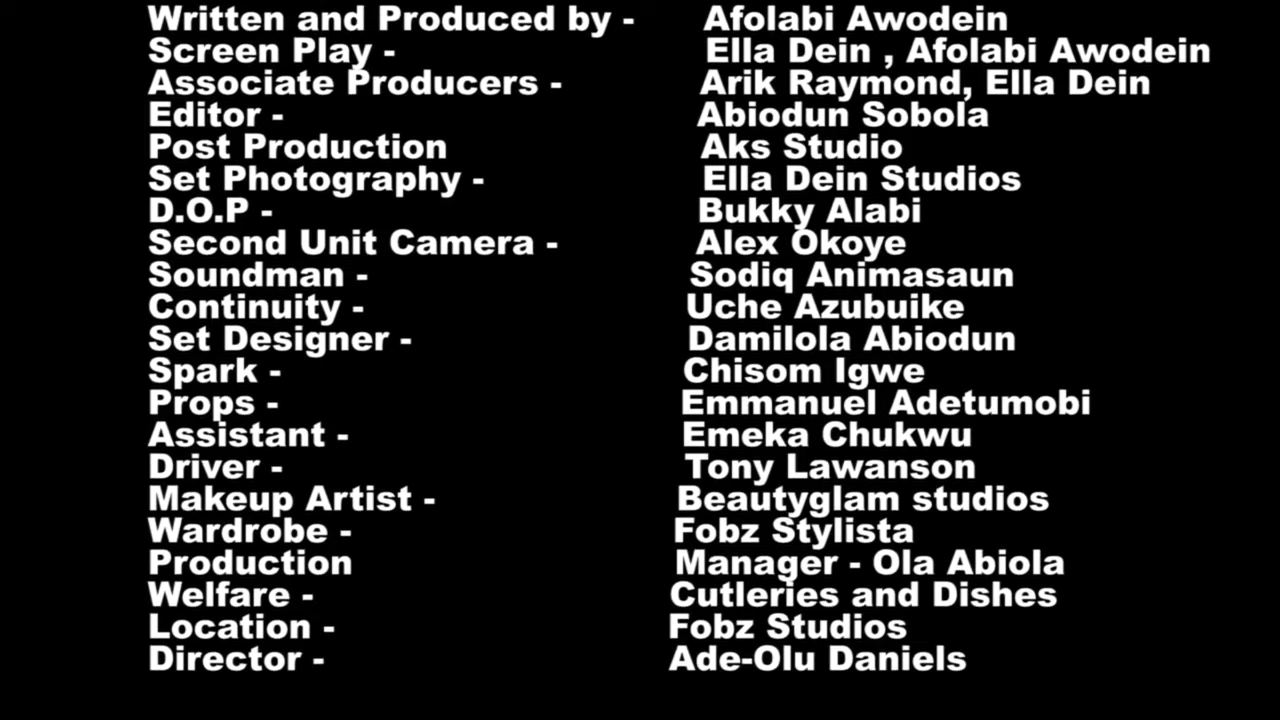 Written and Produced by - Afolabi Awodein
Screen Play - Ella Dein , Afolabi Awodein
Associate Producers - Arik Raymond, Ella Dein
Editor - Abiodun Sobola
Post Production Aks Studio
Set Photography - Ella Dein Studios
D.O.P - Bukky Alabi
Second Unit Camera - Alex Okoye
Soundman - Sodiq Animasaun
Continuity - Uche Azubuike
Set Designer - Damilola Abiodun
Spark - Chisom Igwe
Props - Emmanuel Adetumobi
Assistant - Emeka Chukwu
Driver - Tony Lawanson
Makeup Artist - Beautyglam studios
Wardrobe - Fobz Stylista
Production Manager - Ola Abiola
Welfare - Cutleries and Dishes
Location - Fobz Studios
Director - Ade-Olu Daniels